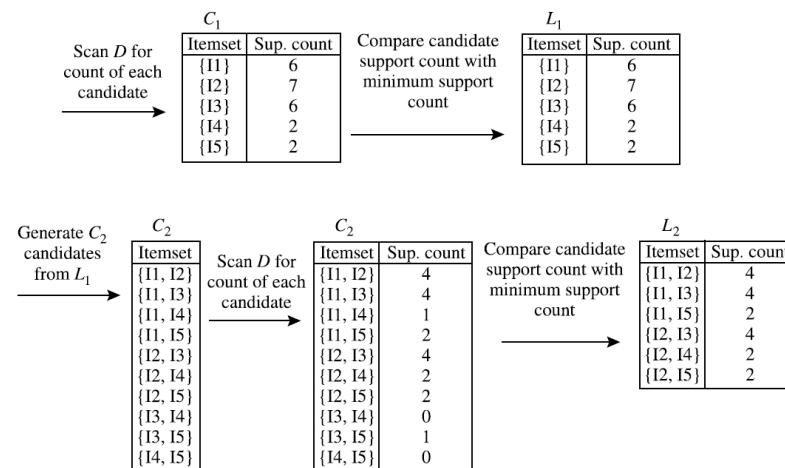 C1
L1
Scan D for
count of each
candidate
Itemset Sup. count
{I1} 6
{I2} 7
{I3} 6
{I4} 2
{I5} 2
Compare candidate
support count with
minimum support
count
Itemset Sup. count
{I1} 6
{I2} 7
{I3} 6
{I4} 2
{I5} 2
Generate C2
candidates
from L1
C2
Itemset
{I1, I2}
{I1, I3}
{I1, I4}
{I1, I5}
{I2, I3}
{I2, I4}
{I2, I5}
{I3, I4}
{I3, I5}
{I4, I5}
Scan D for
count of each
candidate
C2
Itemset Sup. count
{I1, I2} 4
{I1, I3} 4
{I1, I4} 1
{I1, I5} 2
{I2, I3} 4
{I2, I4} 2
{I2, I5} 2
{I3, I4} 0
{I3, I5} 1
{I4, I5} 0
Compare candidate
support count with
minimum support
count
L2
Itemset Sup. count
{I1, I2} 4
{I1, I3} 4
{I1, I5} 2
{I2, I3} 4
{I2, I4} 2
{I2, I5} 2